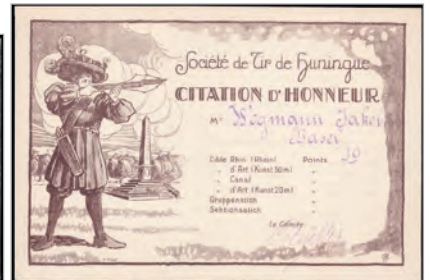 Société de Tir de Huningue
CITATION D'HONNEUR
Mr Wegmann Jakob
Basel
Cible Rhin (Rhein) Points 39
" d'Art (Kunst 50m) "
" Canal "
" d'Art (Kunst 20m) "
Gruppenstich "
Sektionsstich "
Le Comité